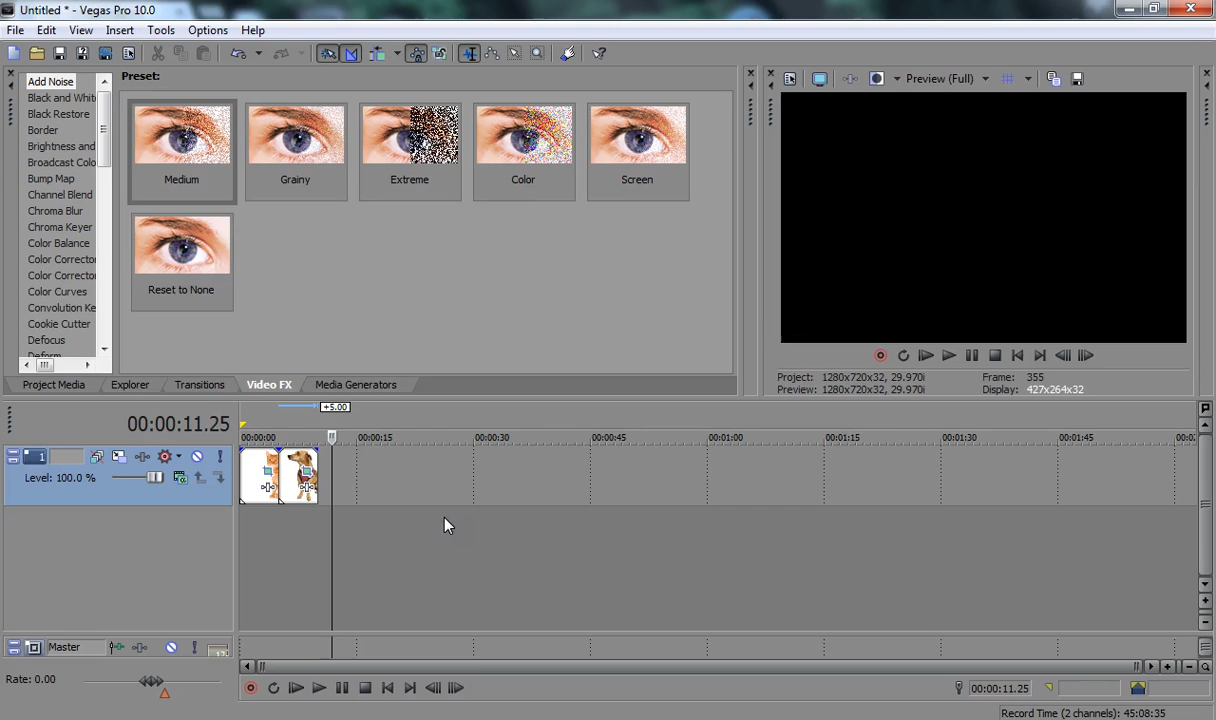 Untitled * - Vegas Pro 10.0
File Edit View Insert Tools Options Help
Add Noise
Black and Whit
Black Restore
Border
Brightness and
Broadcast Colo
Bump Map
Channel Blend
Chroma Blur
Chroma Keyer
Color Balance
Color Corrector
Color Corrector
Color Curves
Convolution Ke
Cookie Cutter
Defocus
Deform
Preset:
Medium Grainy Extreme Color Screen
Reset to None
Preview (Full)
Project: 1280x720x32, 29.970i Frame: 355
Preview: 1280x720x32, 29.970i Display: 427x264x32
Project Media Explorer Transitions Video FX Media Generators
+5.00
00:00:11.25
00:00:00 00:00:15 00:00:30 00:00:45 00:01:00 00:01:15 00:01:30 00:01:45 00:02
1
Level: 100.0 %
Master
Rate: 0.00
00:00:11.25
Record Time (2 channels): 45:08:35